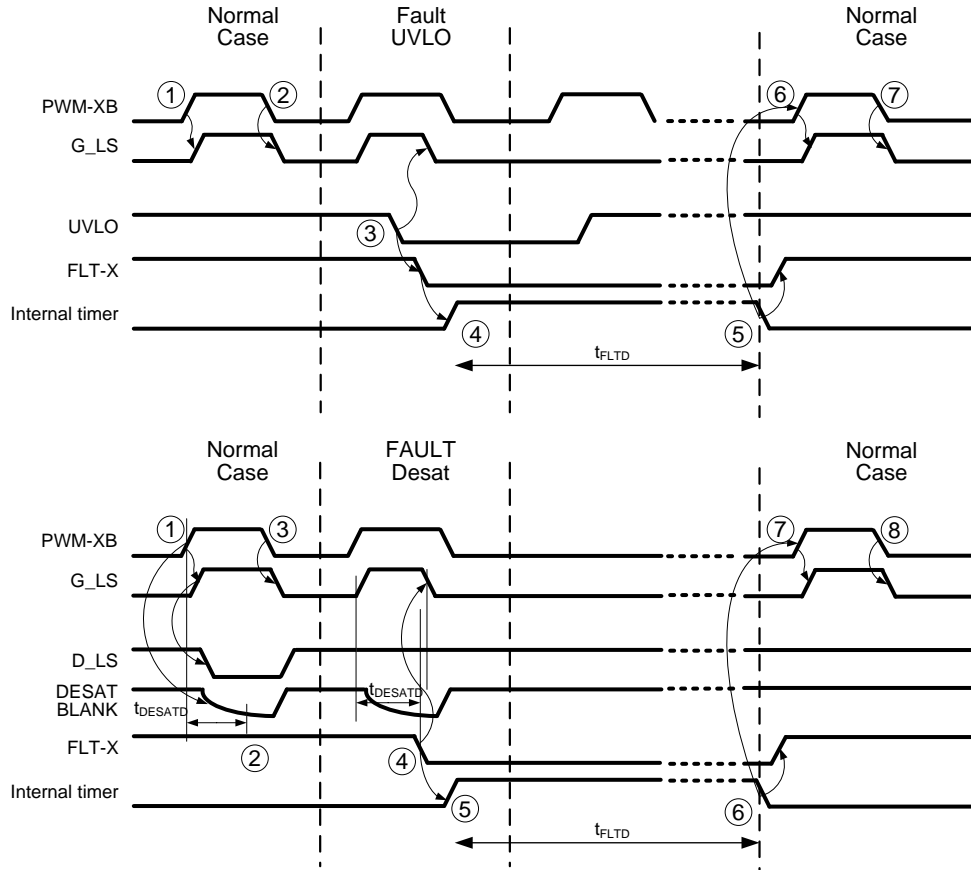 Normal
Case
Fault
UVLO
Normal
Case
PWM-XB
1
2
6
7
G_LS
UVLO
3
FLT-X
Internal timer
4
5
tFLTD
Normal
Case
FAULT
Desat
Normal
Case
PWM-XB
1
3
7
8
G_LS
D_LS
DESAT
BLANK
tDESATD
tDESATD
FLT-X
2
4
Internal timer
5
6
tFLTD